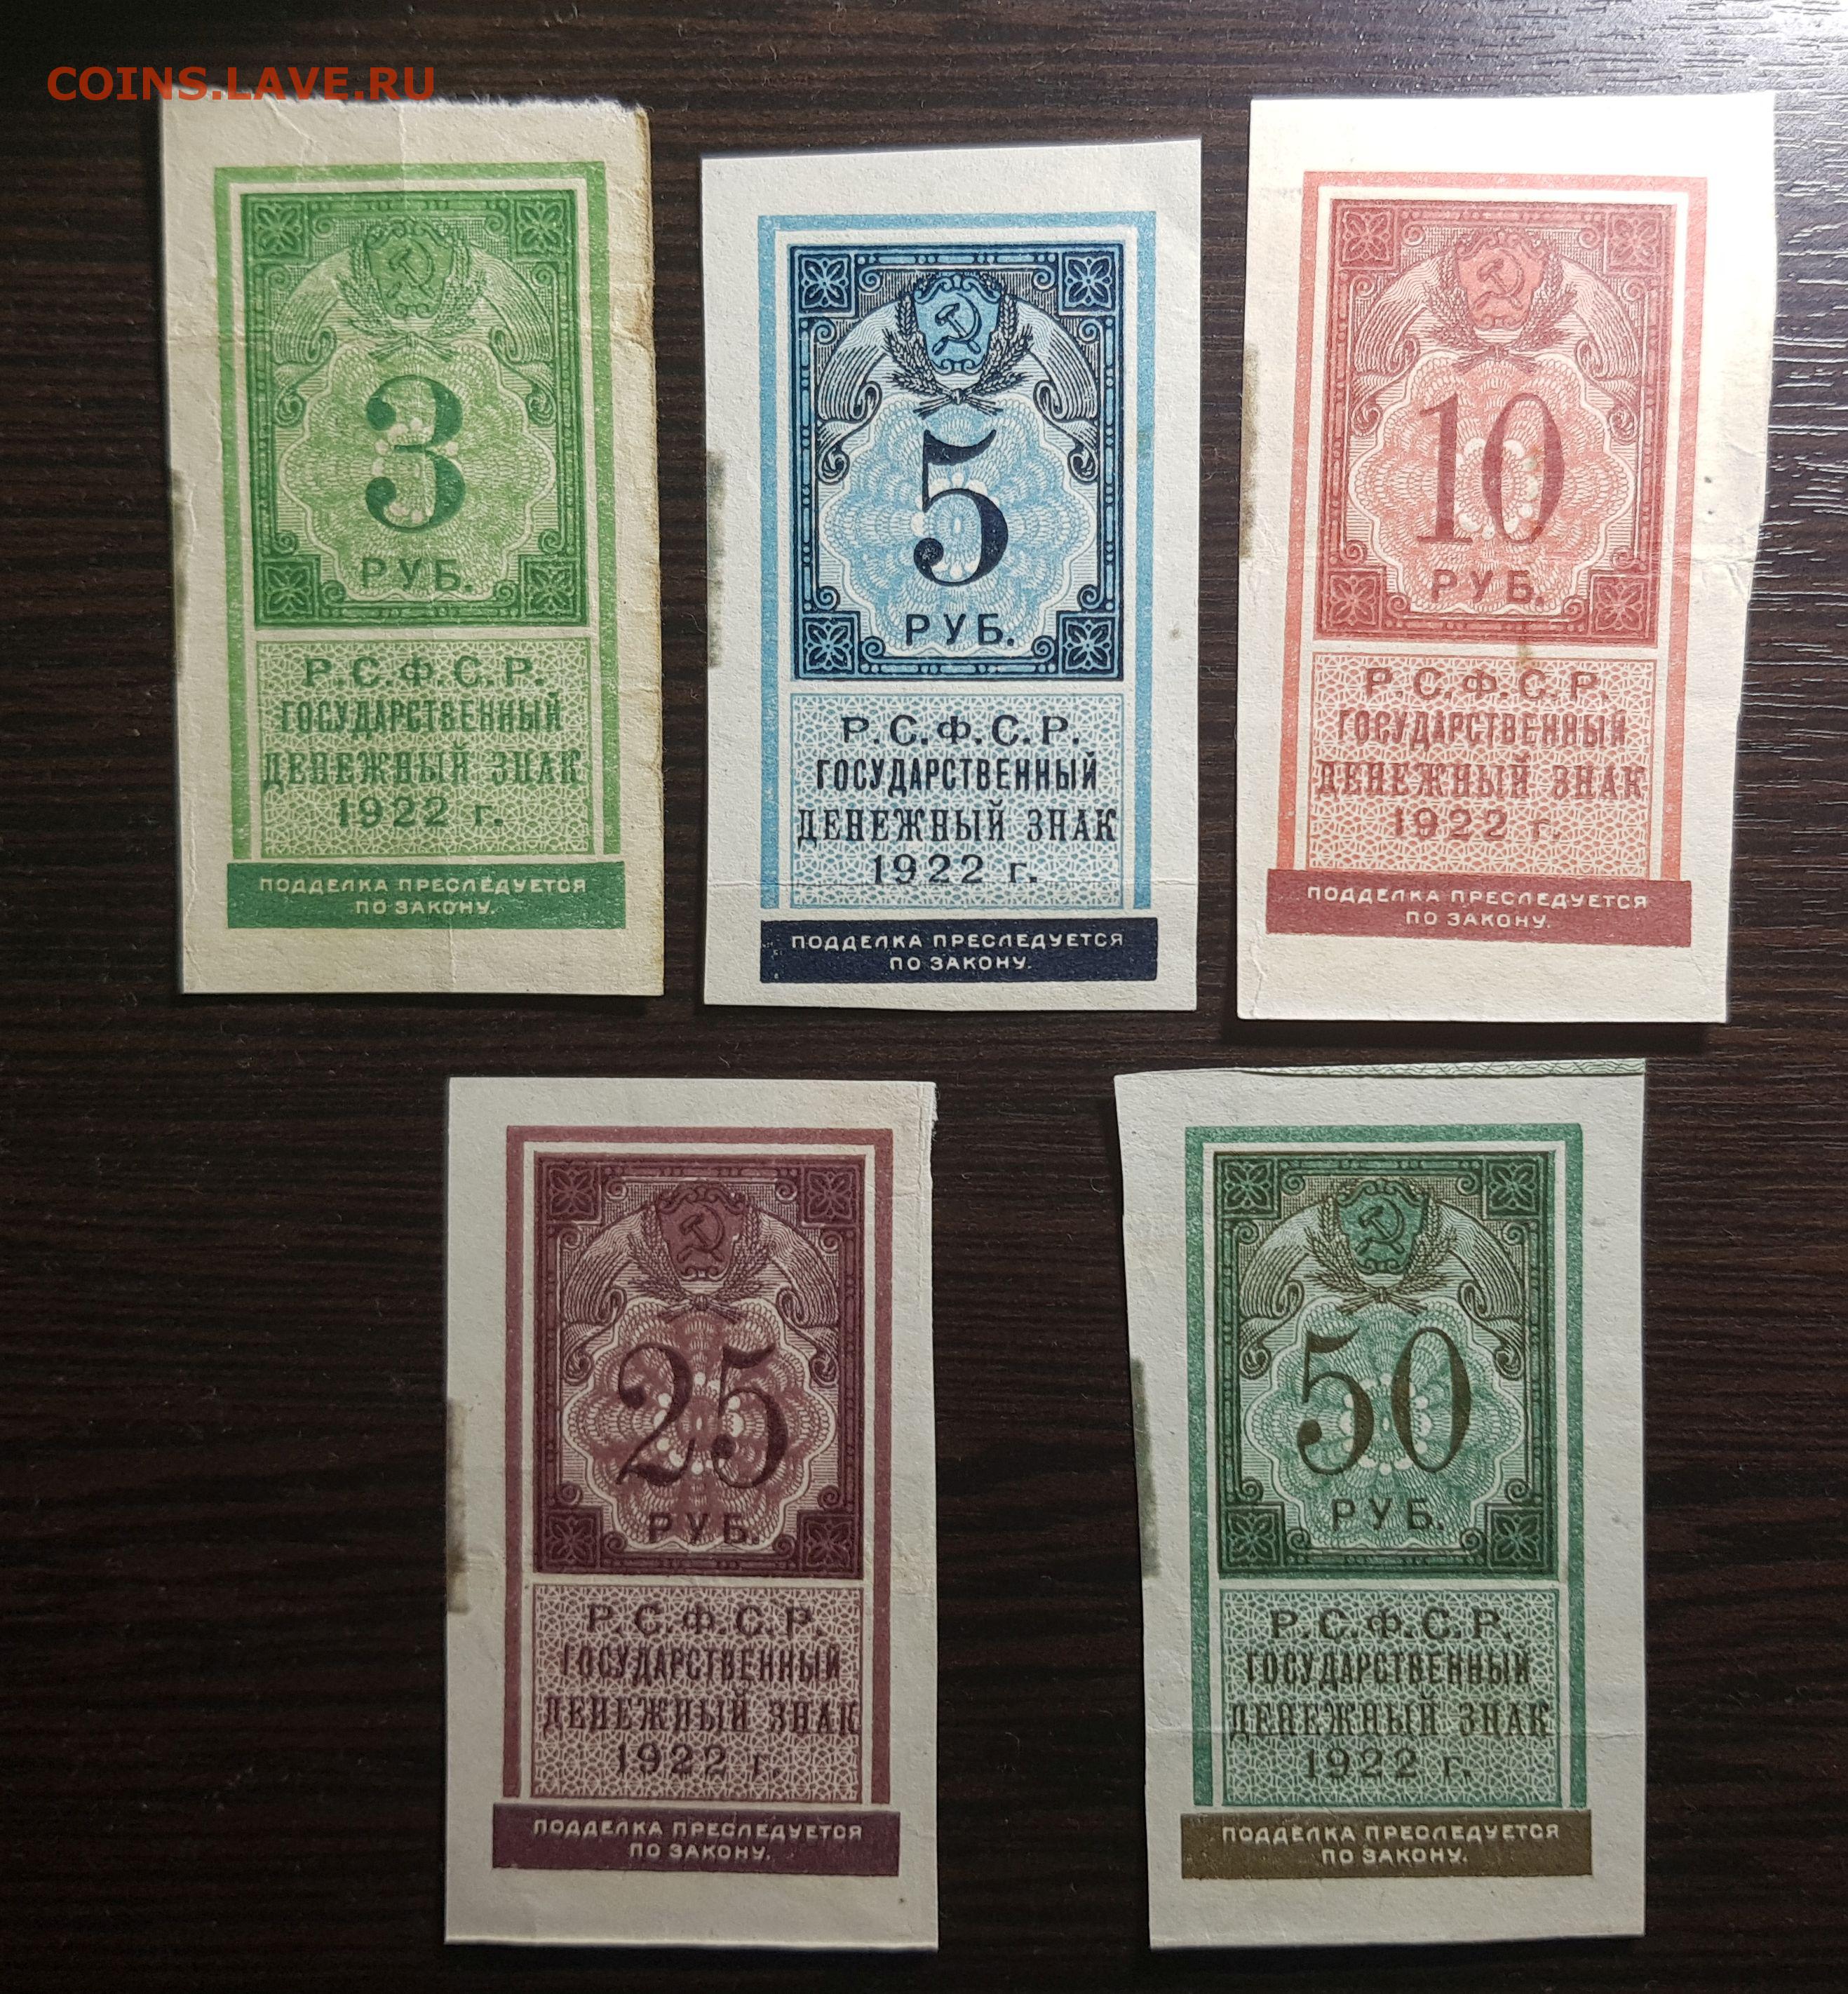 COINS.LAVE.RU
3
РУБ.
Р.С.Ф.С.Р.
ГОСУДАРСТВЕННЫЙ
ДЕНЕЖНЫЙ ЗНАК
1922 г.
ПОДДЕЛКА ПРЕСЛЕДУЕТСЯ
ПО ЗАКОНУ.
5
РУБ.
Р.С.Ф.С.Р.
ГОСУДАРСТВЕННЫЙ
ДЕНЕЖНЫЙ ЗНАК
1922 г.
ПОДДЕЛКА ПРЕСЛЕДУЕТСЯ
ПО ЗАКОНУ.
10
РУБ.
Р.С.Ф.С.Р.
ГОСУДАРСТВЕННЫЙ
ДЕНЕЖНЫЙ ЗНАК
1922 г.
ПОДДЕЛКА ПРЕСЛЕДУЕТСЯ
ПО ЗАКОНУ.
25
РУБ.
Р.С.Ф.С.Р.
ГОСУДАРСТВЕННЫЙ
ДЕНЕЖНЫЙ ЗНАК
1922 г.
ПОДДЕЛКА ПРЕСЛЕДУЕТСЯ
ПО ЗАКОНУ.
50
РУБ.
Р.С.Ф.С.Р.
ГОСУДАРСТВЕННЫЙ
ДЕНЕЖНЫЙ ЗНАК
1922 г.
ПОДДЕЛКА ПРЕСЛЕДУЕТСЯ
ПО ЗАКОНУ.